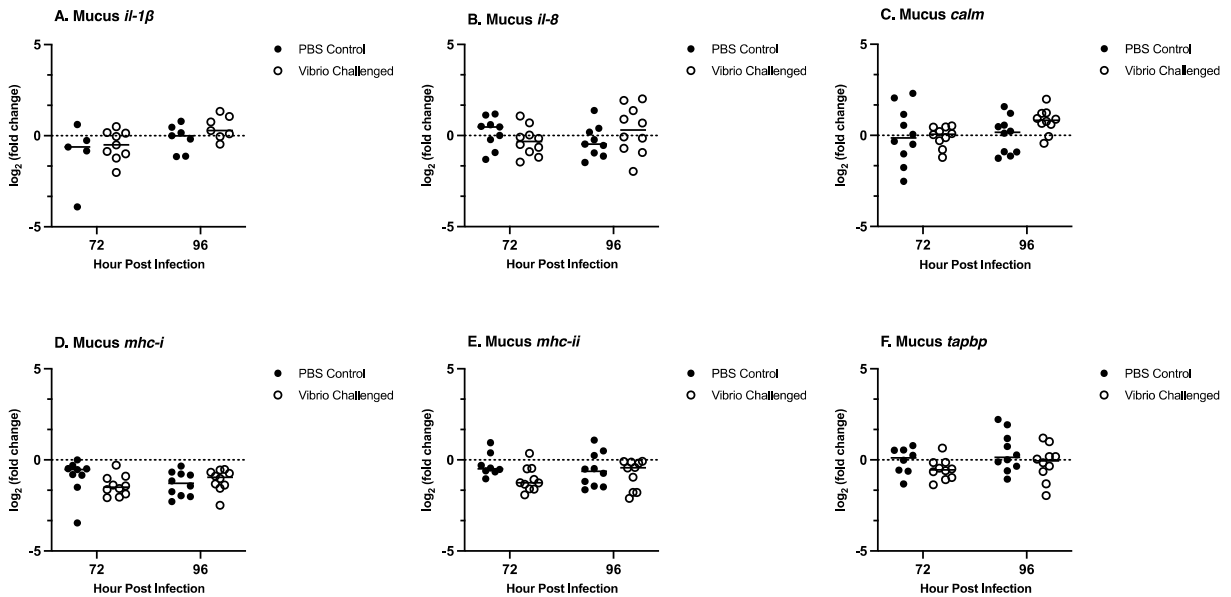 A. Mucus il-1β
5
0
-5
log2 (fold change)
72
96
Hour Post Infection
PBS Control
Vibrio Challenged
B. Mucus il-8
5
0
-5
log2 (fold change)
72
96
Hour Post Infection
PBS Control
Vibrio Challenged
C. Mucus calm
5
0
-5
log2 (fold change)
72
96
Hour Post Infection
PBS Control
Vibrio Challenged
D. Mucus mhc-i
5
0
-5
log2 (fold change)
72
96
Hour Post Infection
PBS Control
Vibrio Challenged
E. Mucus mhc-ii
5
0
-5
log2 (fold change)
72
96
Hour Post Infection
PBS Control
Vibrio Challenged
F. Mucus tapbp
5
0
-5
log2 (fold change)
72
96
Hour Post Infection
PBS Control
Vibrio Challenged